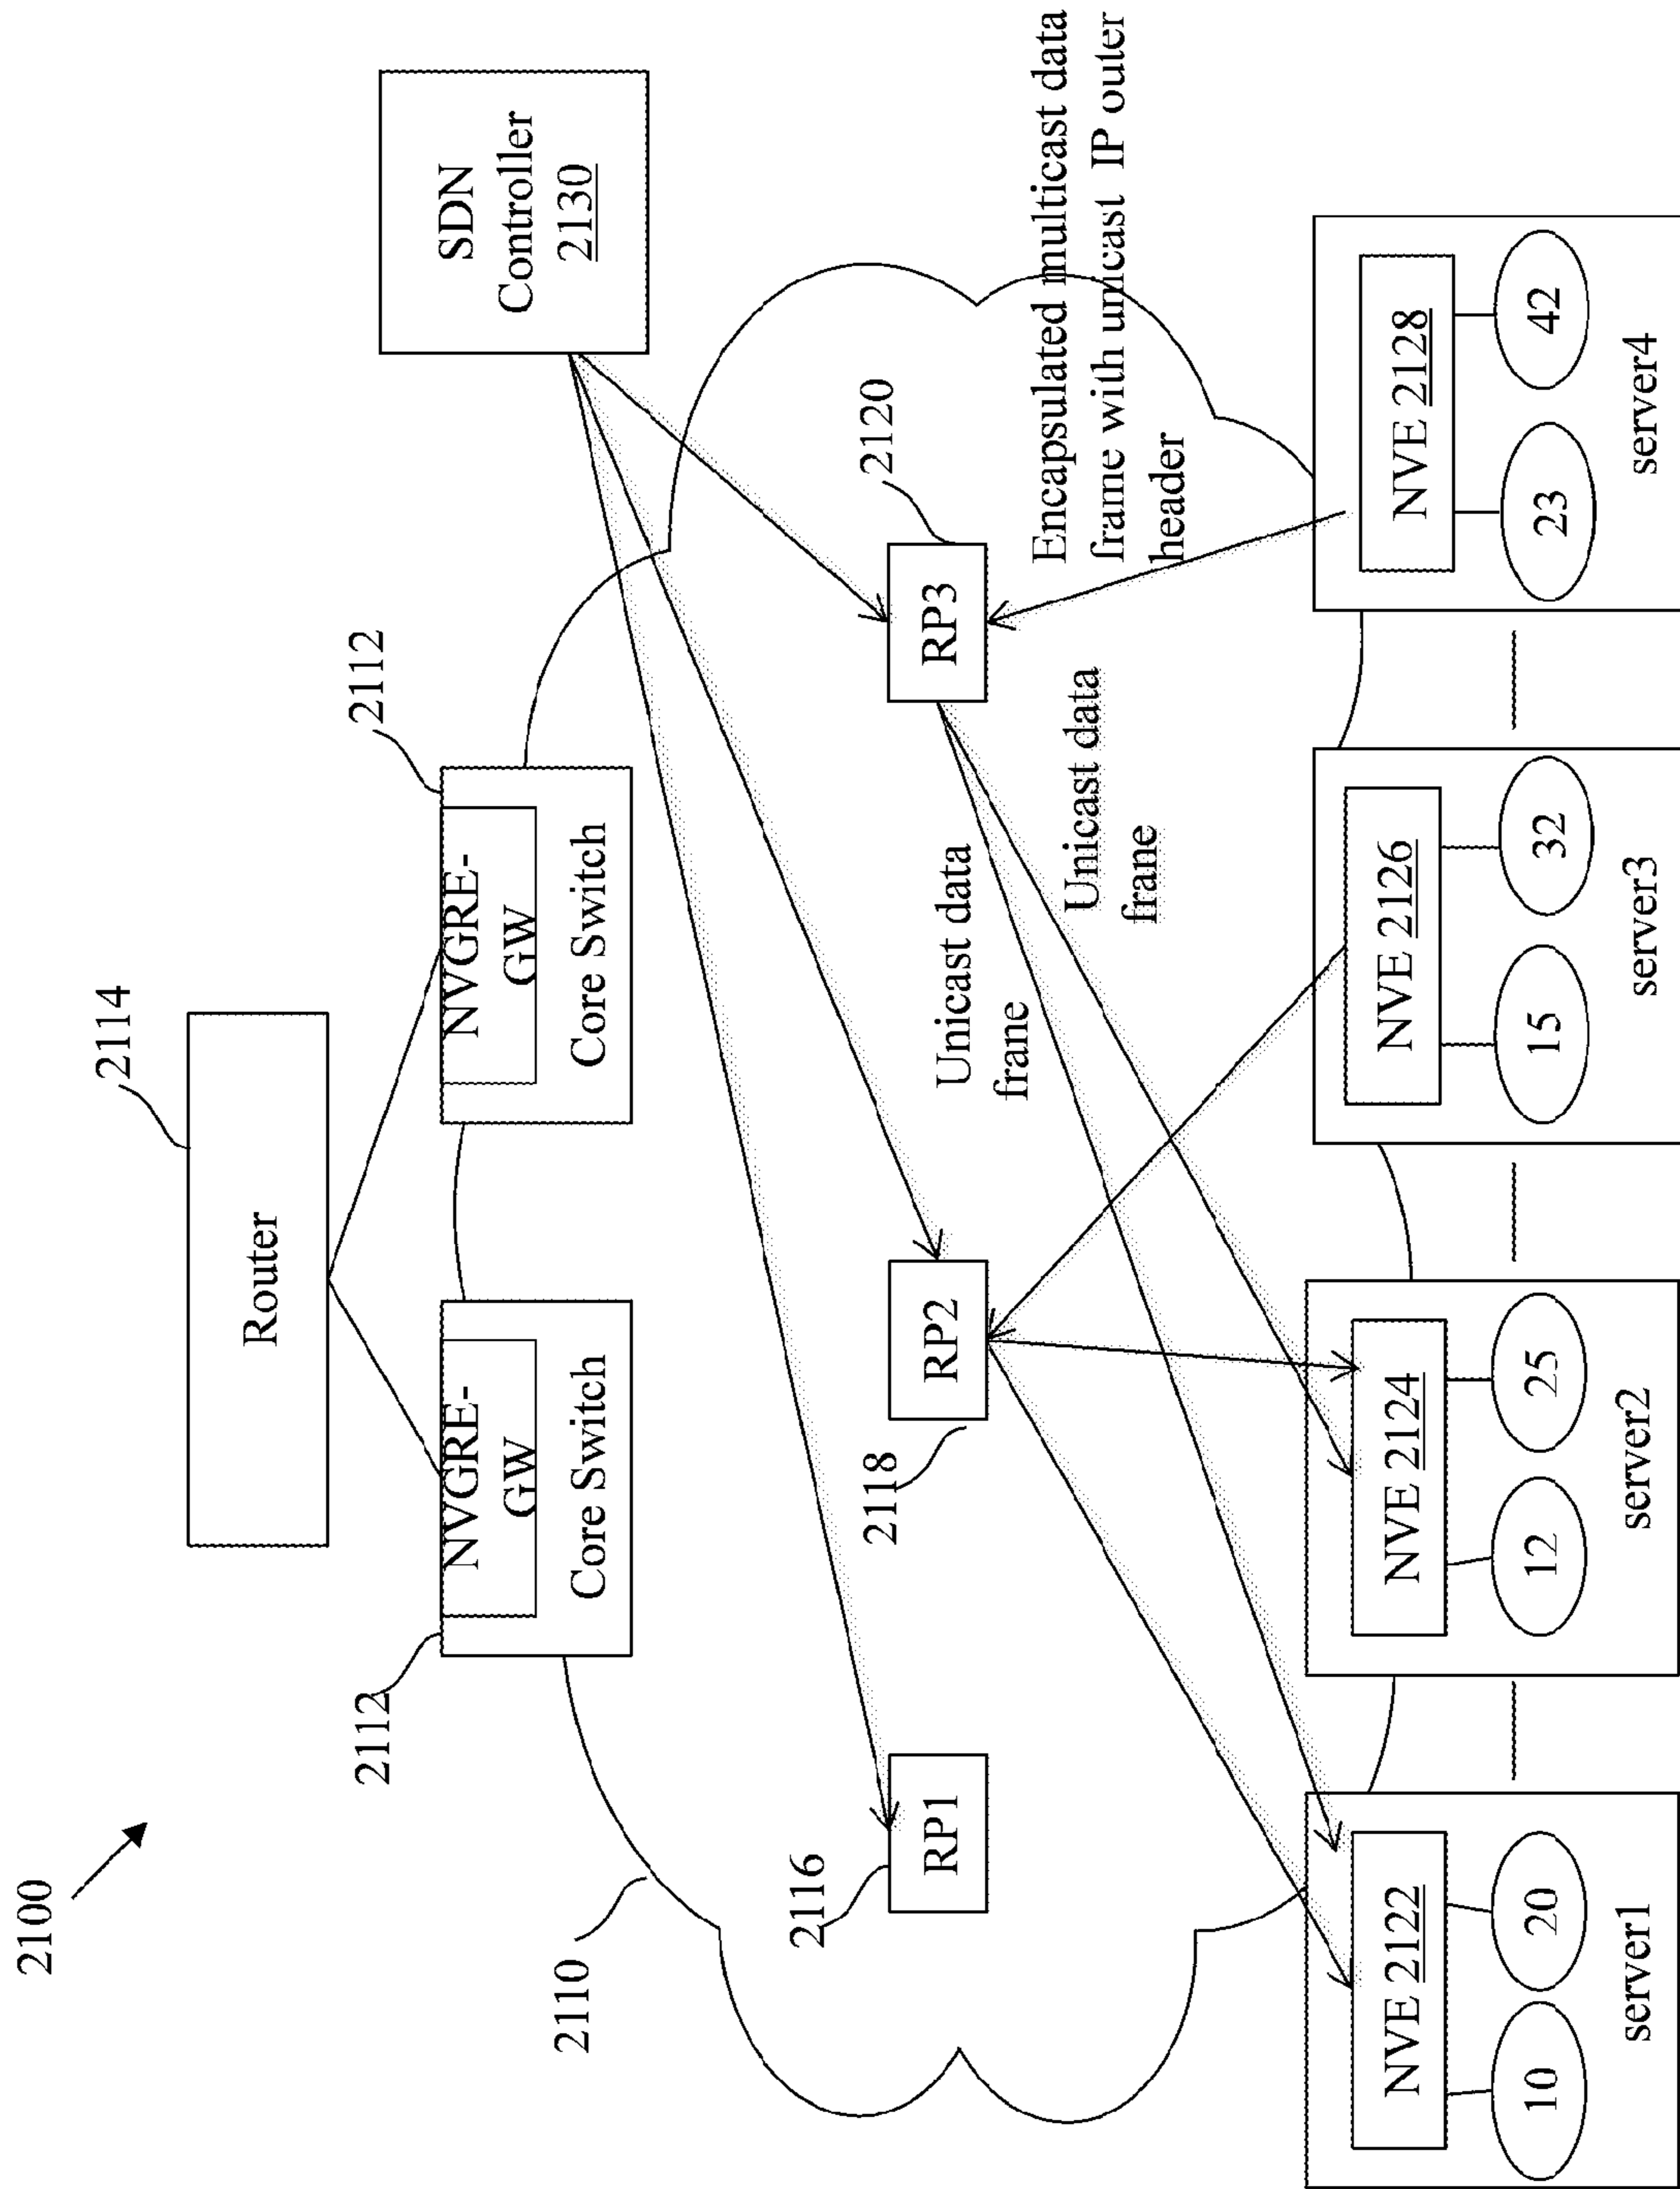 2100
2114
Router
2112
2112
NVGRE-
GW
Core Switch
NVGRE-
GW
Core Switch
SDN
Controller
2130
2110
2116
RP1
2118
RP2
2120
RP3
Unicast data
frane
Unicast data
frane
Encapsulated multicast data
frame with unicast IP outer
header
NVE 2122
10
20
server1
NVE 2124
12
25
server2
NVE 2126
15
32
server3
NVE 2128
23
42
server4